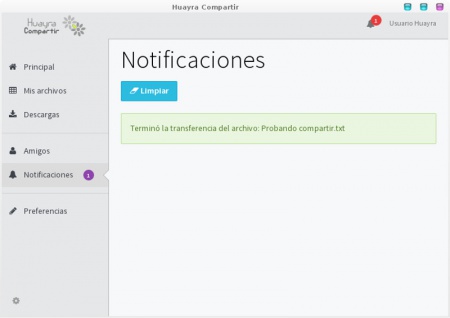 Huayra Compartir
Huayra
Compartir
1
Usuario Huayra
Principal
Mis archivos
Descargas
Amigos
Notificaciones 1
Preferencias
Notificaciones
Limpiar
Terminó la transferencia del archivo: Probando compartir.txt